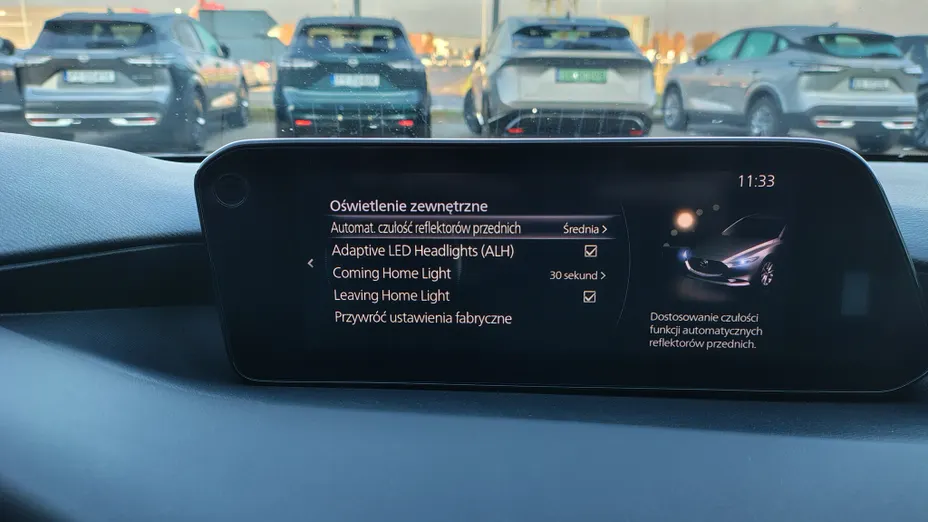 11:33
Oświetlenie zewnętrzne
Automat. czułość reflektorów przednich Średnia >
Adaptive LED Headlights (ALH)
Coming Home Light 30 sekund >
Leaving Home Light
Przywróć ustawienia fabryczne
Dostosowanie czułości
funkcji automatycznych
reflektorów przednich.